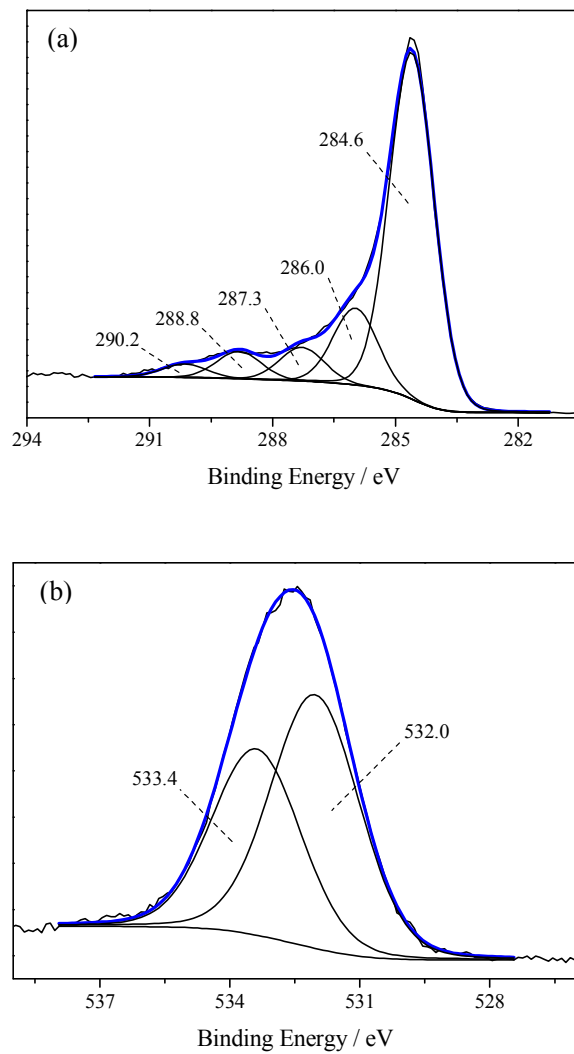 (a)
284.6
286.0
287.3
288.8
290.2
294 291 288 285 282
Binding Energy / eV
(b)
532.0
533.4
537 534 531 528
Binding Energy / eV